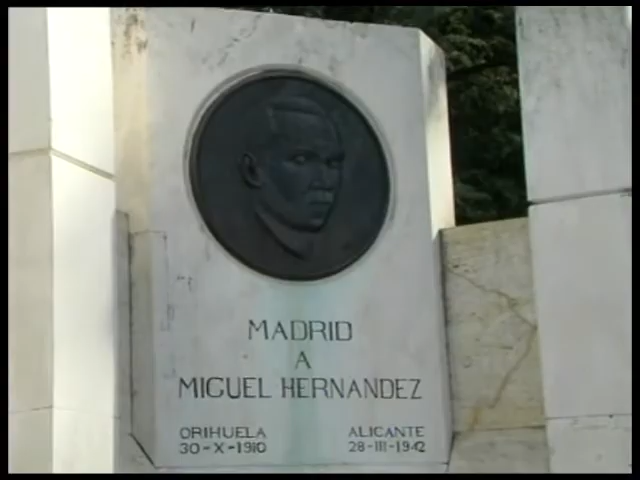 MADRID
A
MIGUEL HERNANDEZ
ORIHUELA ALICANTE
30-X-1910 28-III-1942